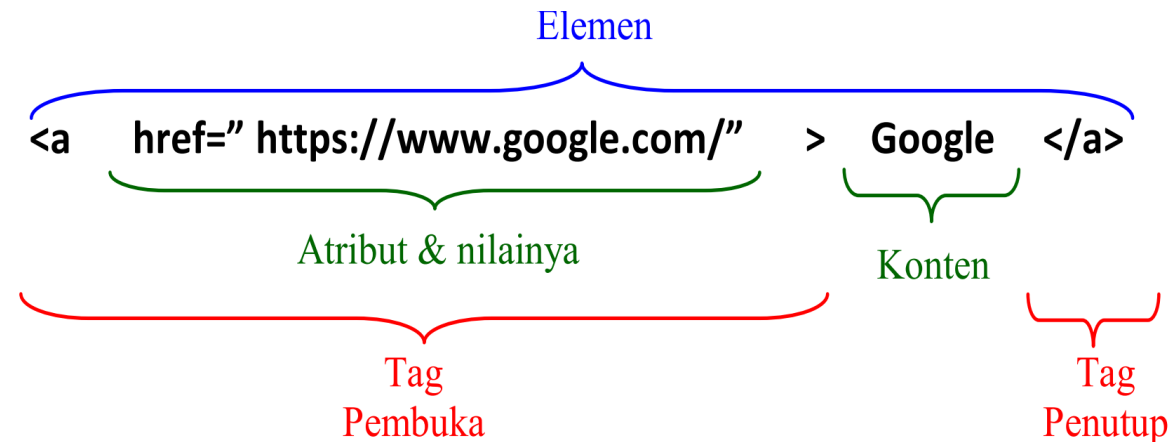 Elemen
<a href=” https://www.google.com/” > Google </a>
Atribut & nilainya
Konten
Tag
Pembuka
Tag
Penutup